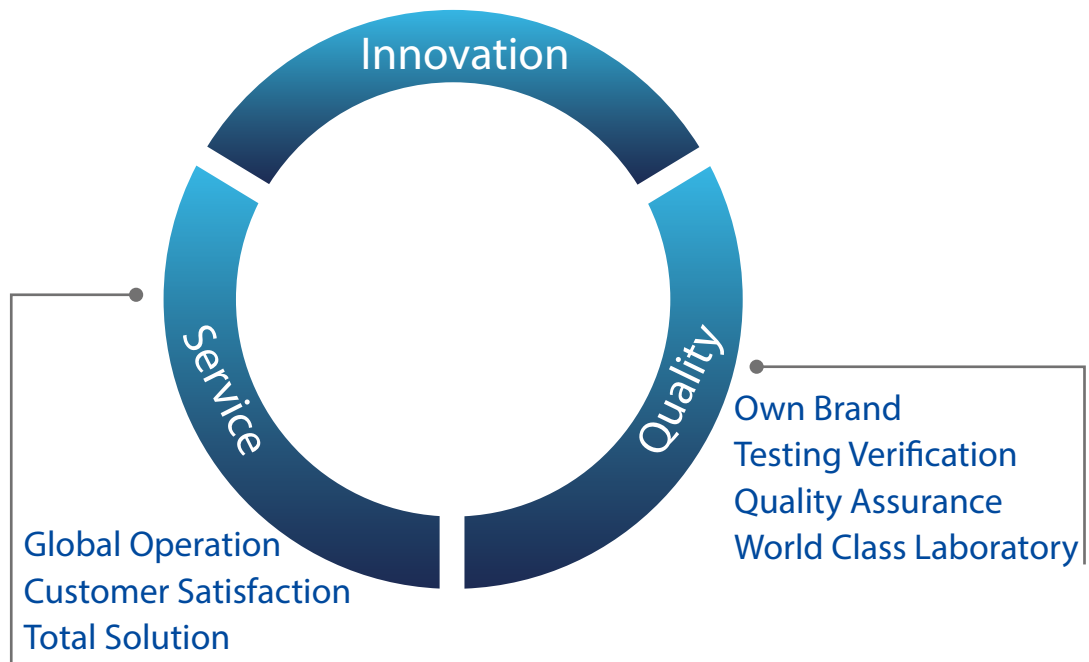 Innovation
Service
Quality
Own Brand
Testing Verification
Quality Assurance
World Class Laboratory
Global Operation
Customer Satisfaction
Total Solution